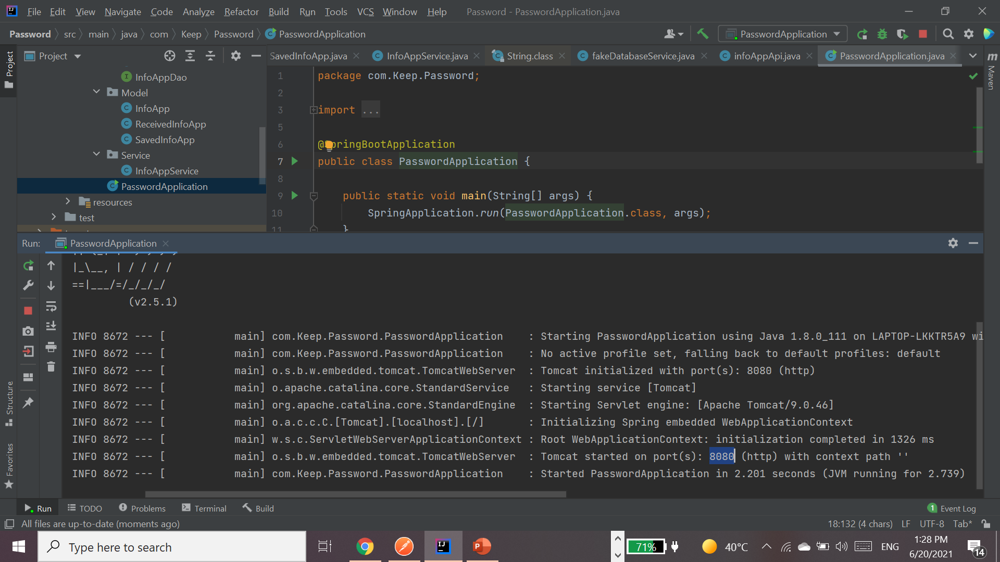 File Edit View Navigate Code Analyze Refactor Build Run Tools VCS Window Help Password - PasswordApplication.java
Password src main java com Keep Password PasswordApplication PasswordApplication
Project
Project
SavedInfoApp.java InfoAppService.java String.class fakeDatabaseService.java infoAppApi.java PasswordApplication.java
m Maven
InfoAppDao
Model
InfoApp
ReceivedInfoApp
SavedInfoApp
Service
InfoAppService
PasswordApplication
resources
test
1 package com.Keep.Password;
2
3 import ...
5
6 @SpringBootApplication
7 public class PasswordApplication {
8
9 public static void main(String[] args) {
10 SpringApplication.run(PasswordApplication.class, args);
11 }
Run: PasswordApplication
|_\__, | / / / /
==|___/=/_/_/_/
(v2.5.1)
INFO 8672 --- [ main] com.Keep.Password.PasswordApplication : Starting PasswordApplication using Java 1.8.0_111 on LAPTOP-LKKTR5A9 wi
INFO 8672 --- [ main] com.Keep.Password.PasswordApplication : No active profile set, falling back to default profiles: default
INFO 8672 --- [ main] o.s.b.w.embedded.tomcat.TomcatWebServer : Tomcat initialized with port(s): 8080 (http)
INFO 8672 --- [ main] o.apache.catalina.core.StandardService : Starting service [Tomcat]
INFO 8672 --- [ main] org.apache.catalina.core.StandardEngine : Starting Servlet engine: [Apache Tomcat/9.0.46]
INFO 8672 --- [ main] o.a.c.c.C.[Tomcat].[localhost].[/] : Initializing Spring embedded WebApplicationContext
INFO 8672 --- [ main] w.s.c.ServletWebServerApplicationContext : Root WebApplicationContext: initialization completed in 1326 ms
INFO 8672 --- [ main] o.s.b.w.embedded.tomcat.TomcatWebServer : Tomcat started on port(s): 8080 (http) with context path ''
INFO 8672 --- [ main] com.Keep.Password.PasswordApplication : Started PasswordApplication in 2.201 seconds (JVM running for 2.739)
Structure
Favorites
Run TODO Problems Terminal Build 1 Event Log
All files are up-to-date (moments ago) 18:132 (4 chars) LF UTF-8 Tab*
Type here to search 71% 40°C ENG 1:28 PM
6/20/2021 14